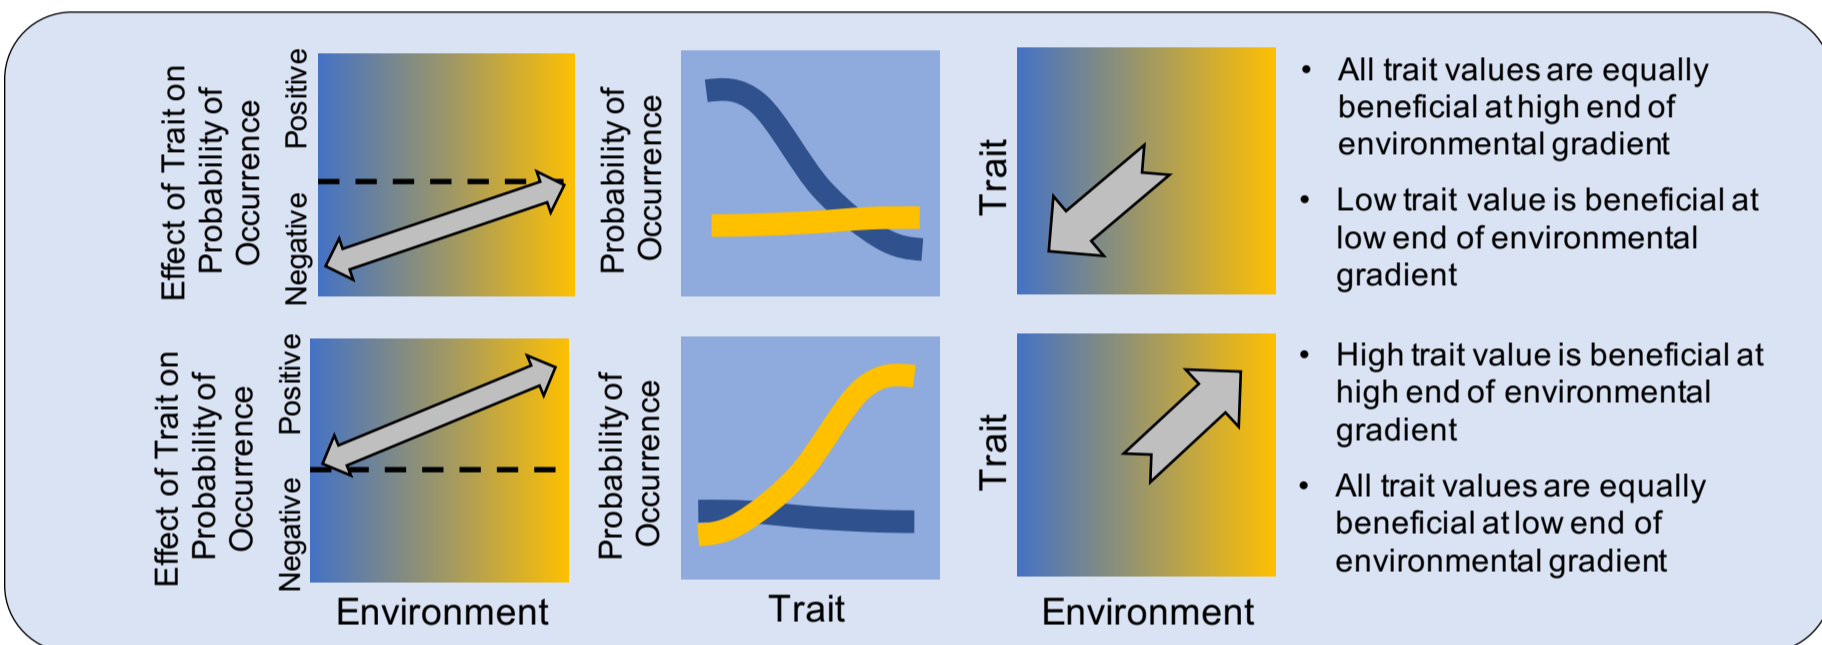 Effect of Trait on
Probability of
Occurrence
Positive
Negative
Probability of
Occurrence
Trait
• All trait values are equally
beneficial at high end of
environmental gradient
• Low trait value is beneficial at
low end of environmental
gradient
Effect of Trait on
Probability of
Occurrence
Positive
Negative
Probability of
Occurrence
Trait
• High trait value is beneficial at
high end of environmental
gradient
• All trait values are equally
beneficial at low end of
environmental gradient
Environment
Trait
Environment